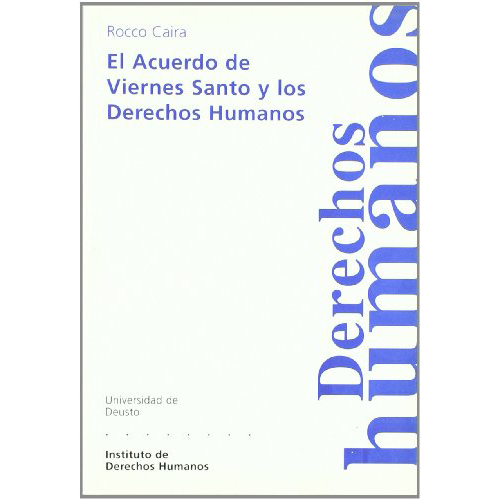 Rocco Caira
El Acuerdo de
Viernes Santo y los
Derechos Humanos
Derechos
humanos
Universidad de
Deusto
. . . . . . . .
Instituto de
Derechos Humanos